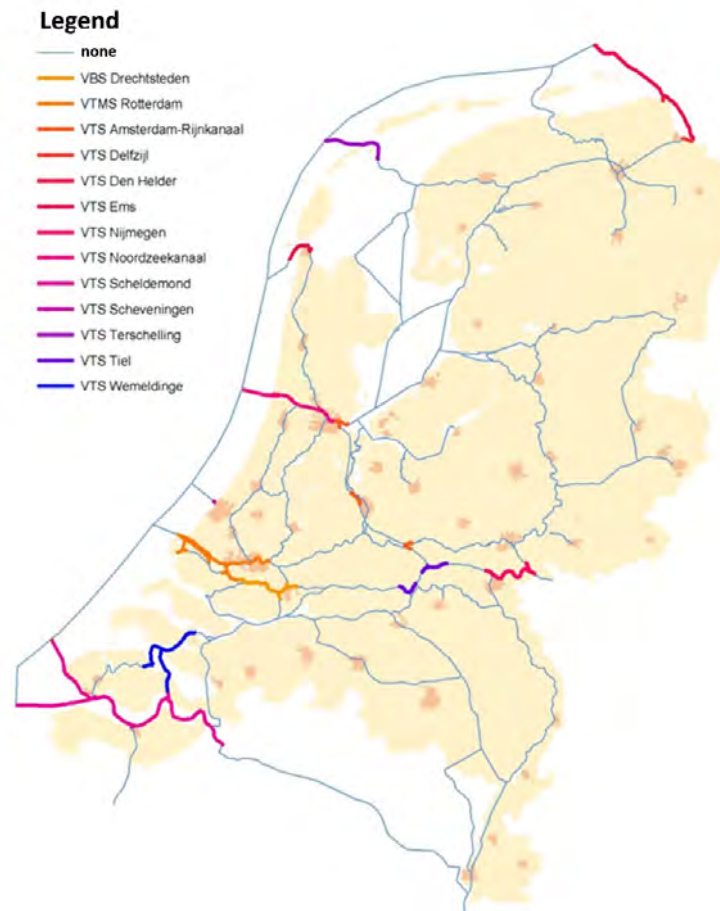 Legend
none
VBS Drechtsteden
VTMS Rotterdam
VTS Amsterdam-Rijnkanaal
VTS Delfzijl
VTS Den Helder
VTS Ems
VTS Nijmegen
VTS Noordzeekanaal
VTS Scheldemond
VTS Scheveningen
VTS Terschelling
VTS Tiel
VTS Wemeldinge